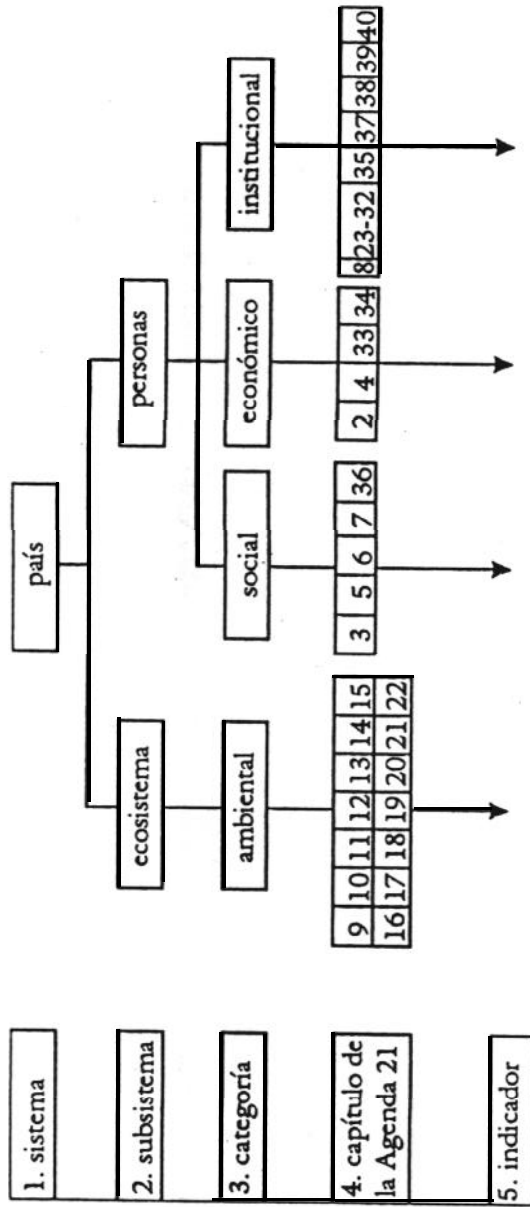 1. sistema
país
2. subsistema
ecosistema
personas
3. categoría
ambiental
social
económico
institucional
4. capítulo de
la Agenda 21
9 10 11 12 13 14 15
16 17 18 19 20 21 22
3 5 6 7 36
2 4 33 34
8 23-32 35 37 38 39 40
5. indicador